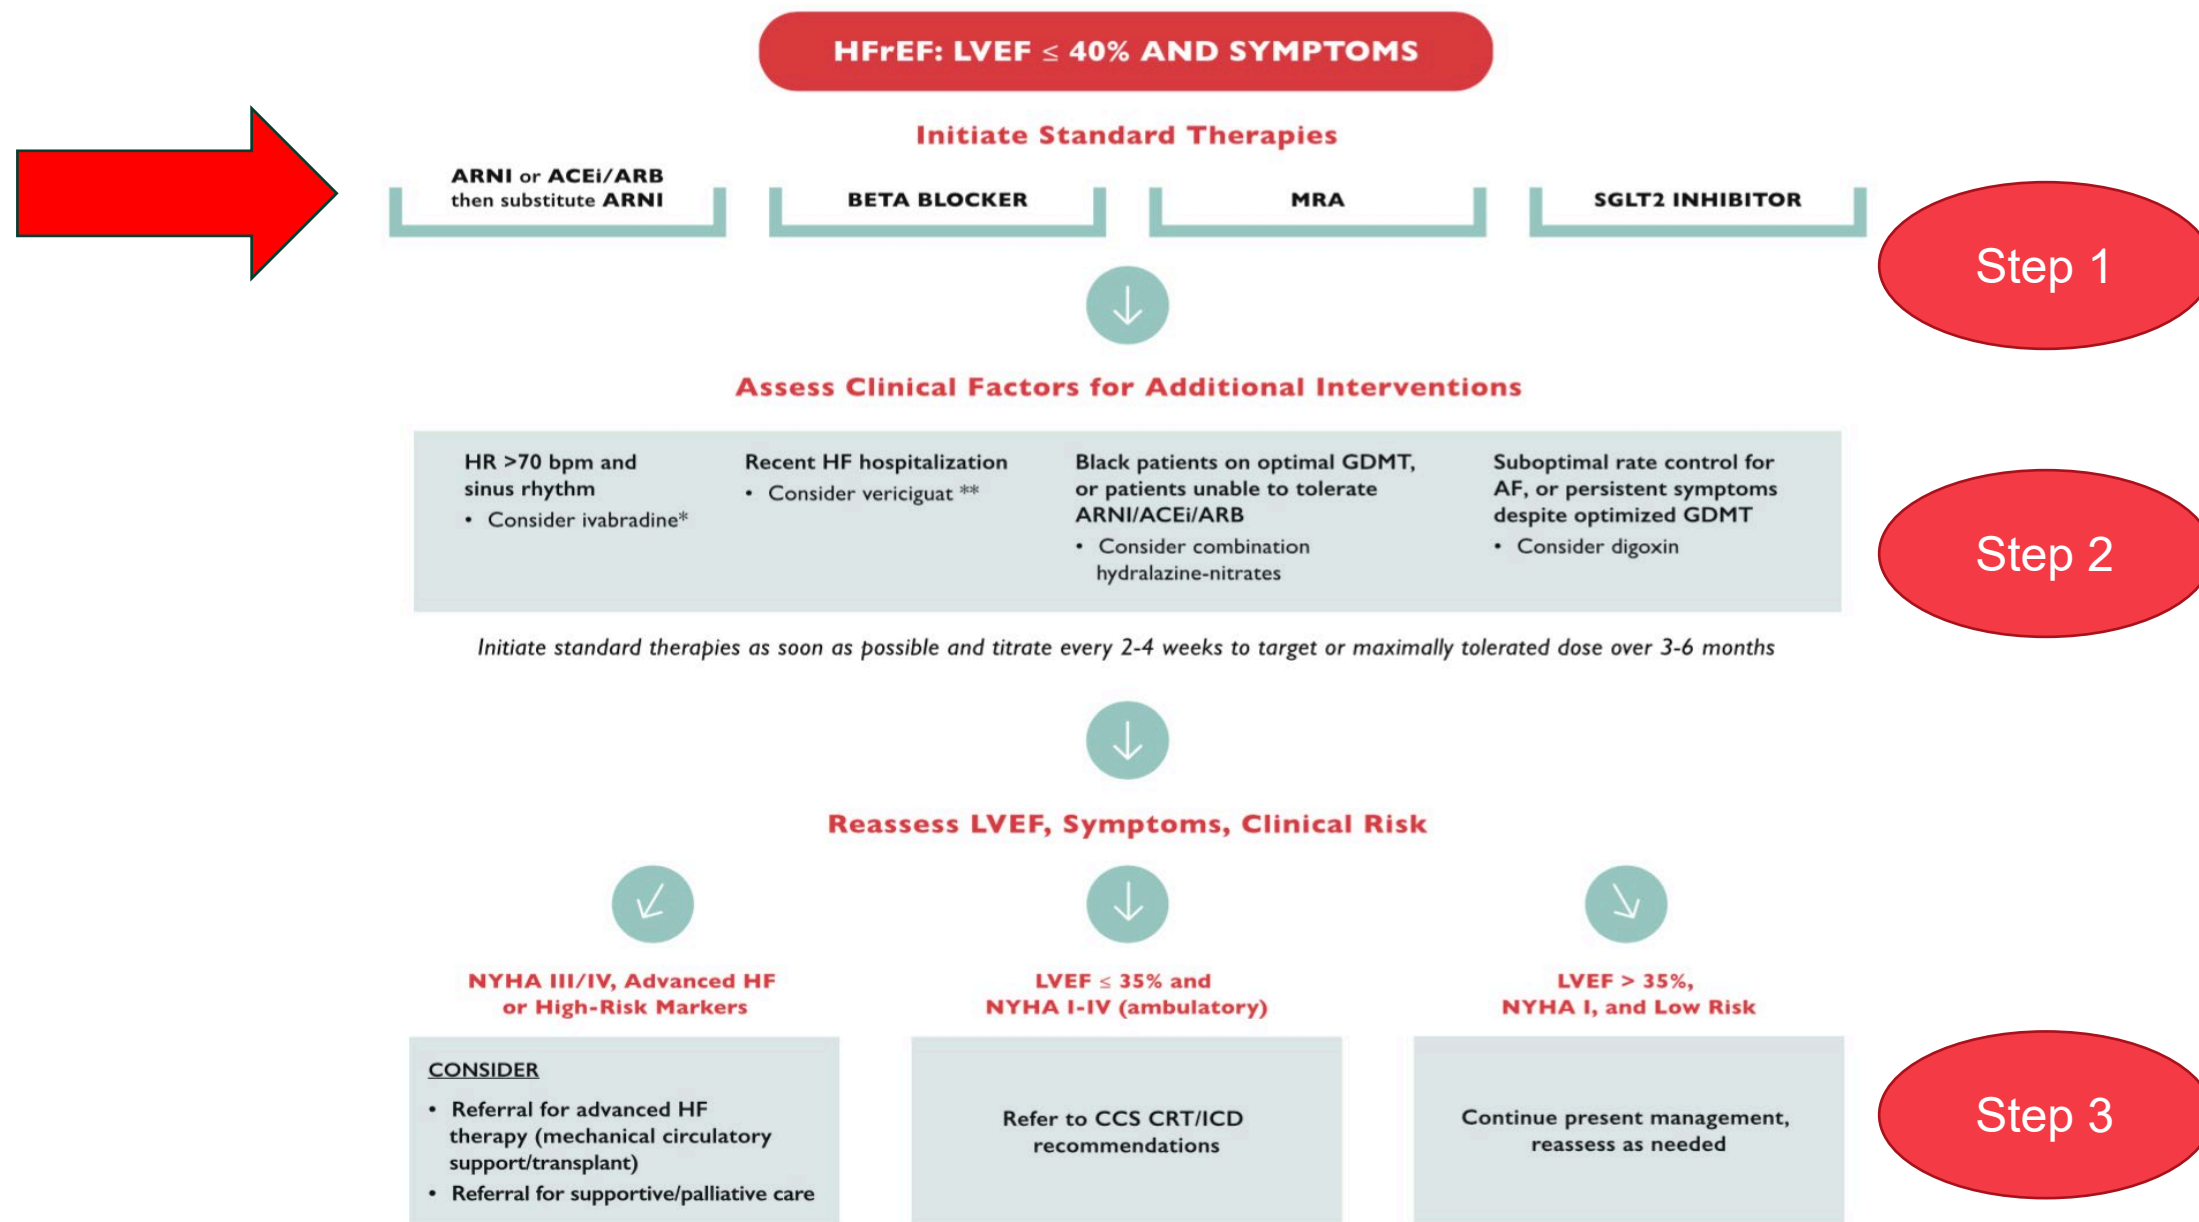 HFrEF: LVEF ≤ 40% AND SYMPTOMS
Initiate Standard Therapies
ARNI or ACEi/ARB
then substitute ARNI
BETA BLOCKER
MRA
SGLT2 INHIBITOR
Step 1
Assess Clinical Factors for Additional Interventions
HR >70 bpm and
sinus rhythm
• Consider ivabradine*
Recent HF hospitalization
• Consider vericiguat **
Black patients on optimal GDMT,
or patients unable to tolerate
ARNI/ACEi/ARB
• Consider combination
hydralazine-nitrates
Suboptimal rate control for
AF, or persistent symptoms
despite optimized GDMT
• Consider digoxin
Step 2
Initiate standard therapies as soon as possible and titrate every 2-4 weeks to target or maximally tolerated dose over 3-6 months
Reassess LVEF, Symptoms, Clinical Risk
NYHA III/IV, Advanced HF
or High-Risk Markers
CONSIDER
• Referral for advanced HF
therapy (mechanical circulatory
support/transplant)
• Referral for supportive/palliative care
LVEF ≤ 35% and
NYHA I-IV (ambulatory)
Refer to CCS CRT/ICD
recommendations
LVEF > 35%,
NYHA I, and Low Risk
Continue present management,
reassess as needed
Step 3